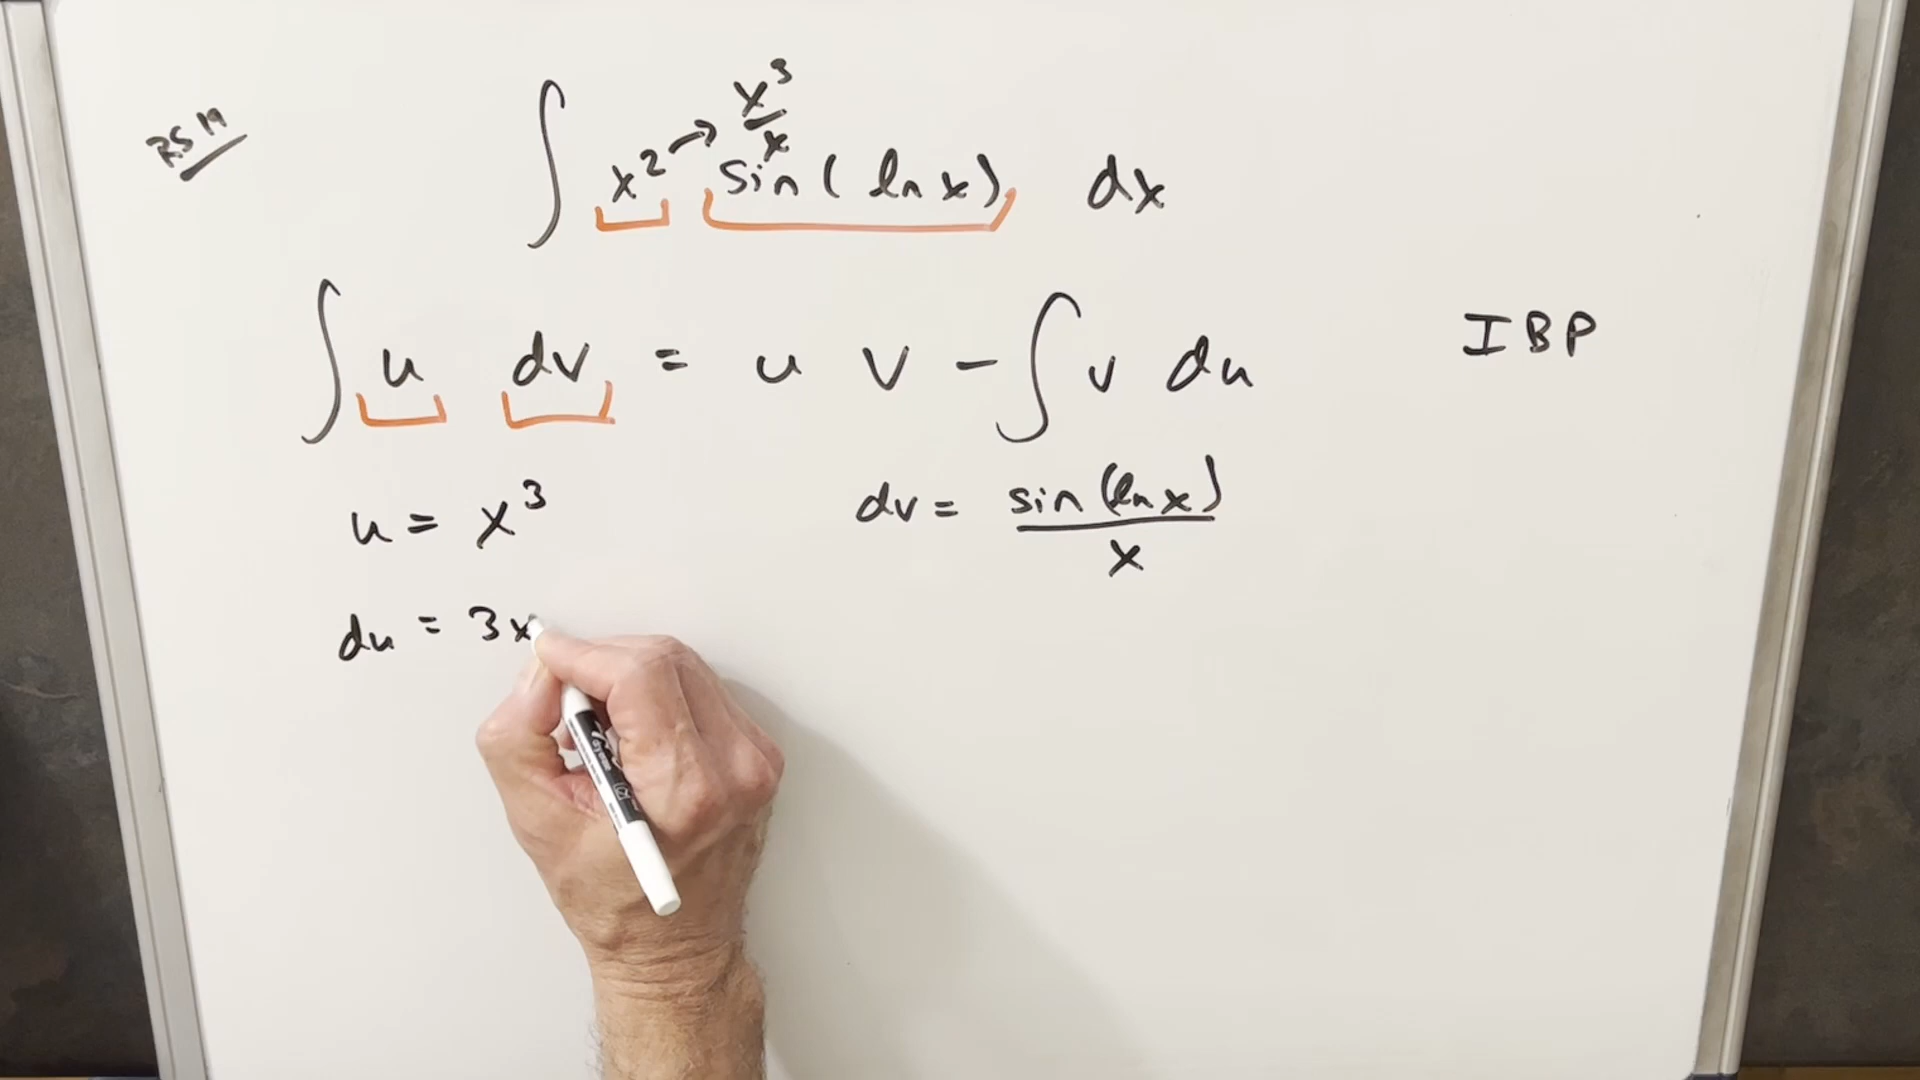 RSM
∫ x² → x³/x sin( ln x) dx
∫ u dv = u v - ∫ v du
IBP
u = x³
dv = sin(ln x)/x
du = 3x